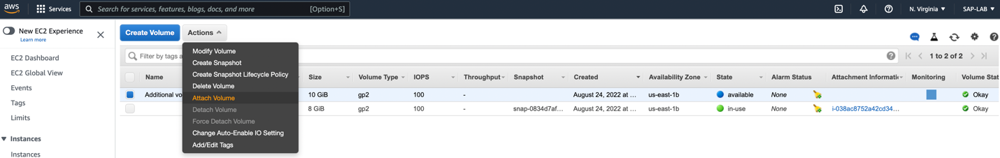 aws Services Search for services, features, blogs, docs, and more [Option+S] N. Virginia SAP-LAB
New EC2 Experience
Learn more
EC2 Dashboard
EC2 Global View
Events
Tags
Limits
Instances
Instances
Create Volume Actions
Filter by tags a
1 to 2 of 2
Modify Volume
Create Snapshot
Create Snapshot Lifecycle Policy
Delete Volume
Attach Volume
Detach Volume
Force Detach Volume
Change Auto-Enable IO Setting
Add/Edit Tags
Name Size Volume Type IOPS Throughput Snapshot Created Availability Zone State Alarm Status Attachment Informati Monitoring Volume Stat
Additional vo 10 GiB gp2 100 - August 24, 2022 at ... us-east-1b available None Okay
8 GiB gp2 100 - snap-0834d7af... August 24, 2022 at ... us-east-1b in-use None i-038ac8752a42cd34... Okay